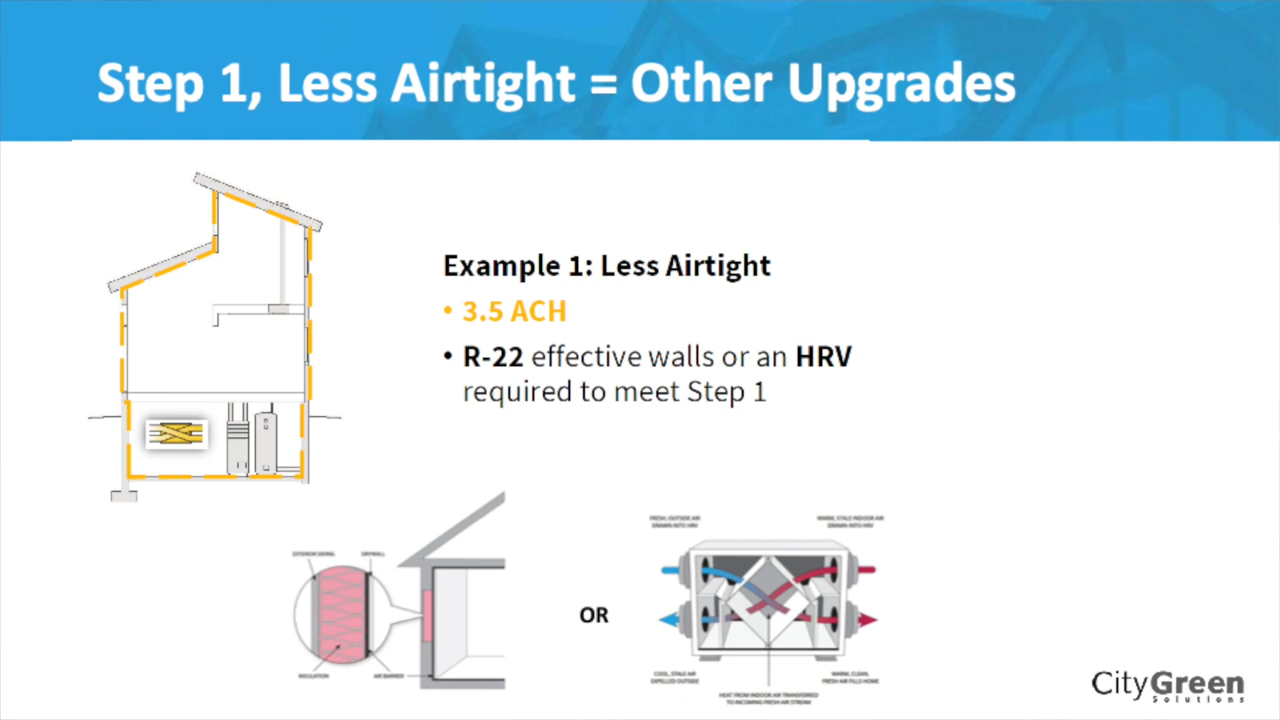 Step 1, Less Airtight = Other Upgrades
Example 1: Less Airtight
• 3.5 ACH
• R-22 effective walls or an HRV
required to meet Step 1
EXTERIOR SIDING
DRYWALL
INSULATION
AIR BARRIER
OR
FRESH, OUTSIDE AIR
DRAWN INTO HRV
WARM, STALE INDOOR AIR
DRAWN INTO HRV
COOL, STALE AIR
EXPELLED OUTSIDE
WARM, CLEAN,
FRESH AIR FILLS HOME
HEAT FROM INDOOR AIR TRANSFERRED
TO INCOMING FRESH AIR STREAM
CityGreen
Solutions